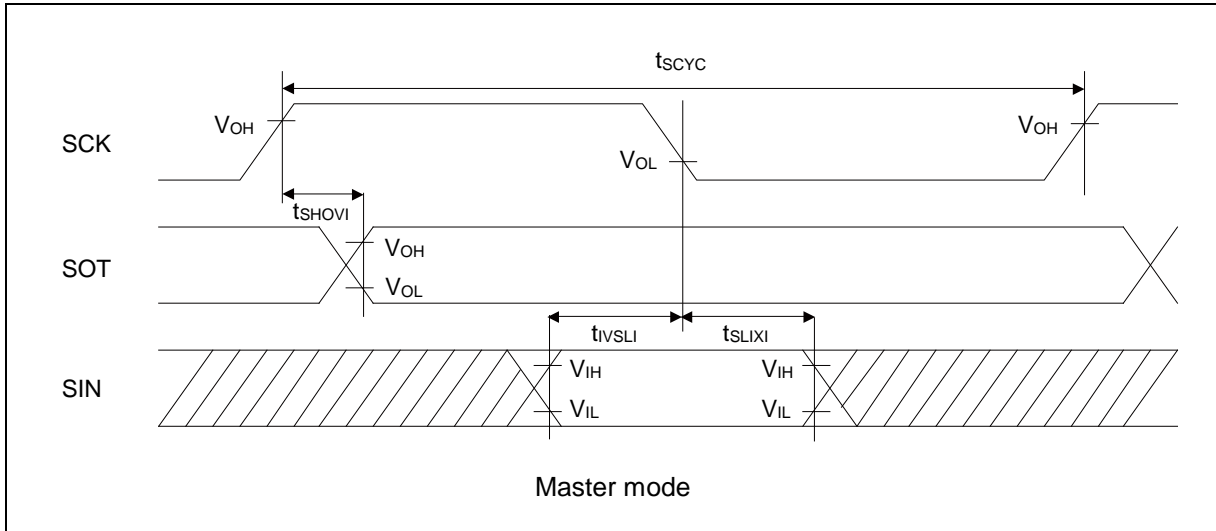 tSCYC
SCK
VOH
VOL
VOH
tSHOVI
SOT
VOH
VOL
tIVSLI
tSLIXI
SIN
VIH
VIL
VIH
VIL
Master mode